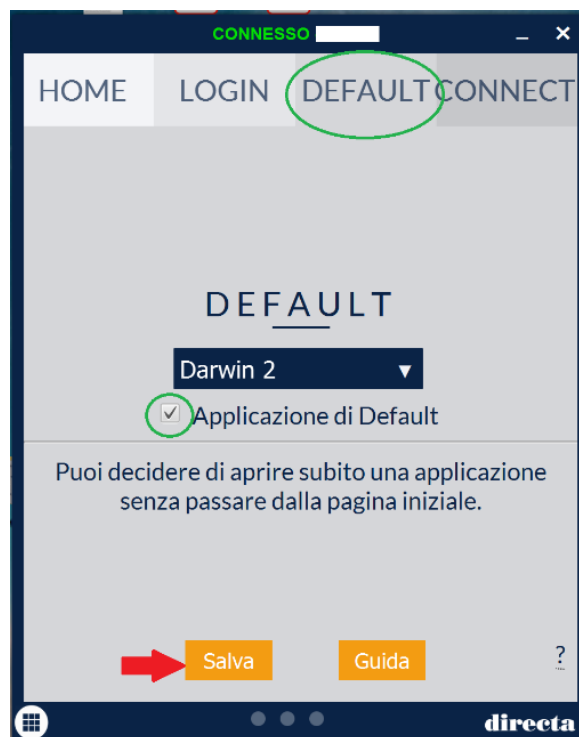 CONNESSO
HOME LOGIN DEFAULT CONNECT
DEFAULT
Darwin 2
Applicazione di Default
Puoi decidere di aprire subito una applicazione
senza passare dalla pagina iniziale.
Salva Guida ?
directa